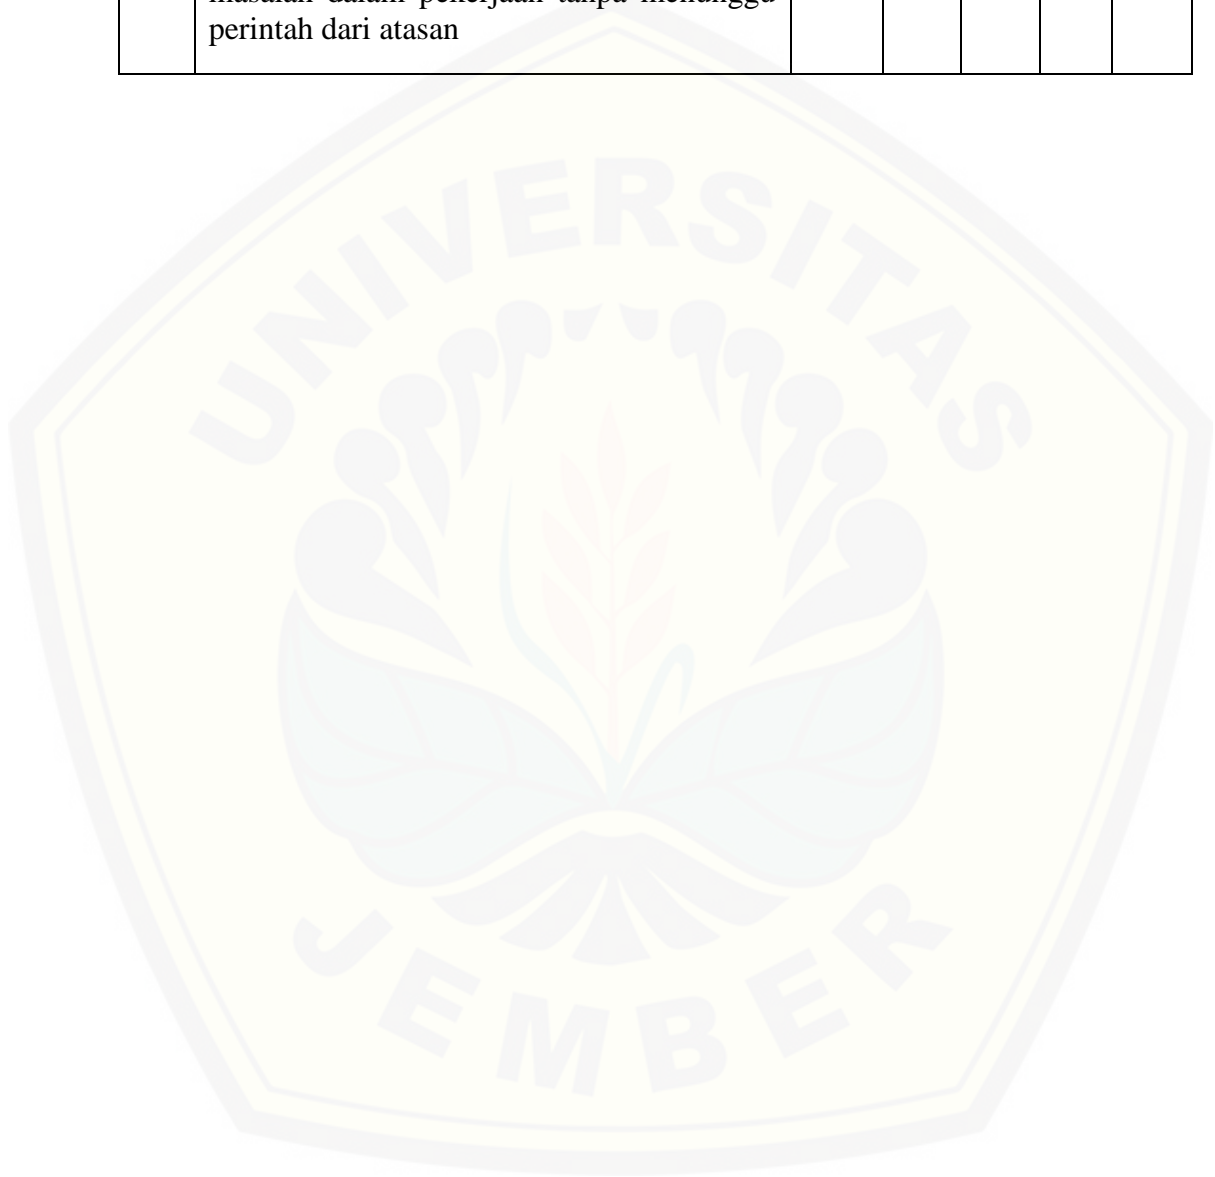 masalah dalam pekerjaan tanpa menunggu
perintah dari atasan
UNIVERSITAS
JEMBER